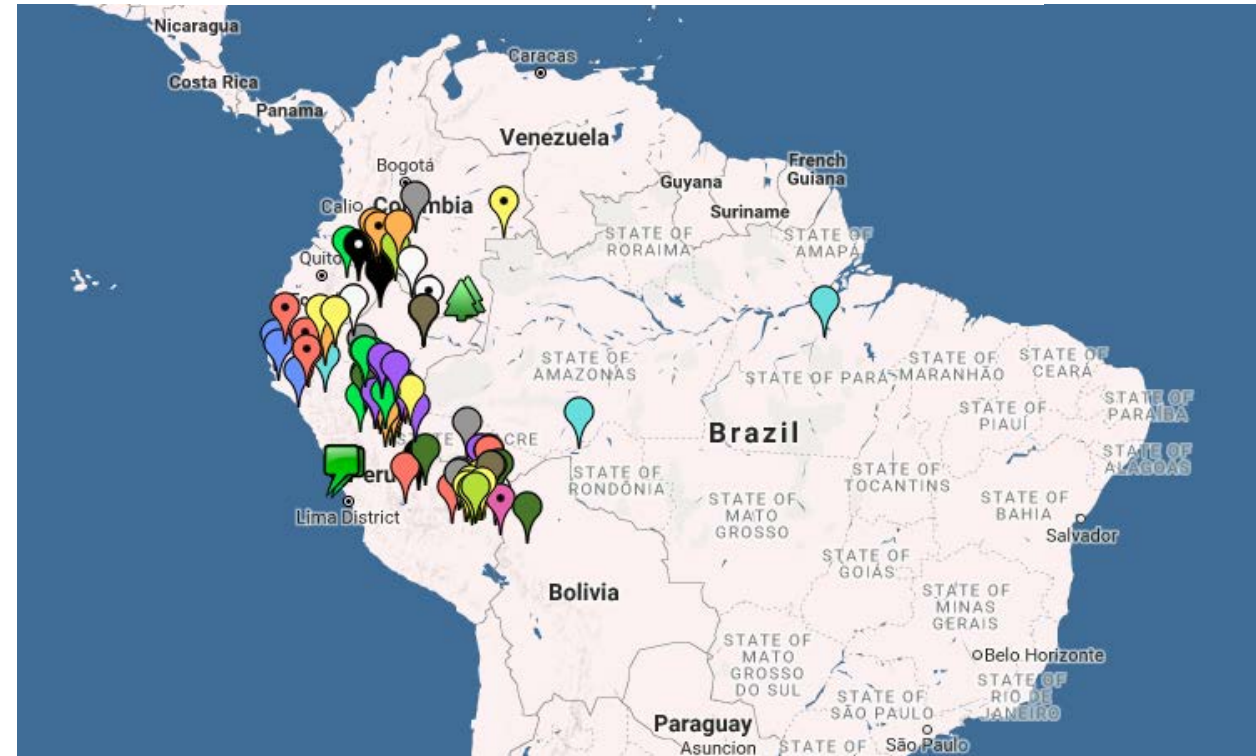 Nicaragua
Costa Rica
Panama
Caracas
Venezuela
Bogotá
French
Guiana
Guyana
Suriname
Cali
STATE OF
RORAIMA
STATE OF
AMAPÁ
Quito
STATE OF
AMAZONAS
STATE OF PARÁ
STATE OF
MARANHÃO
STATE OF
CEARÁ
STATE OF
PARAÍBA
STATE OF
PIAUÍ
Brazil
STATE OF
ALAGOAS
Peru
STATE OF
RONDÔNIA
STATE OF
TOCANTINS
STATE OF
MATO
GROSSO
STATE OF
BAHIA
Lima District
Salvador
STATE OF
GOIÁS
Bolivia
STATE OF
MINAS
GERAIS
STATE OF
MATO
GROSSO
DO SUL
Belo Horizonte
STATE OF
RIO DE
JANEIRO
STATE OF
SÃO PAULO
Paraguay
Asuncion
STATE OF
São Paulo